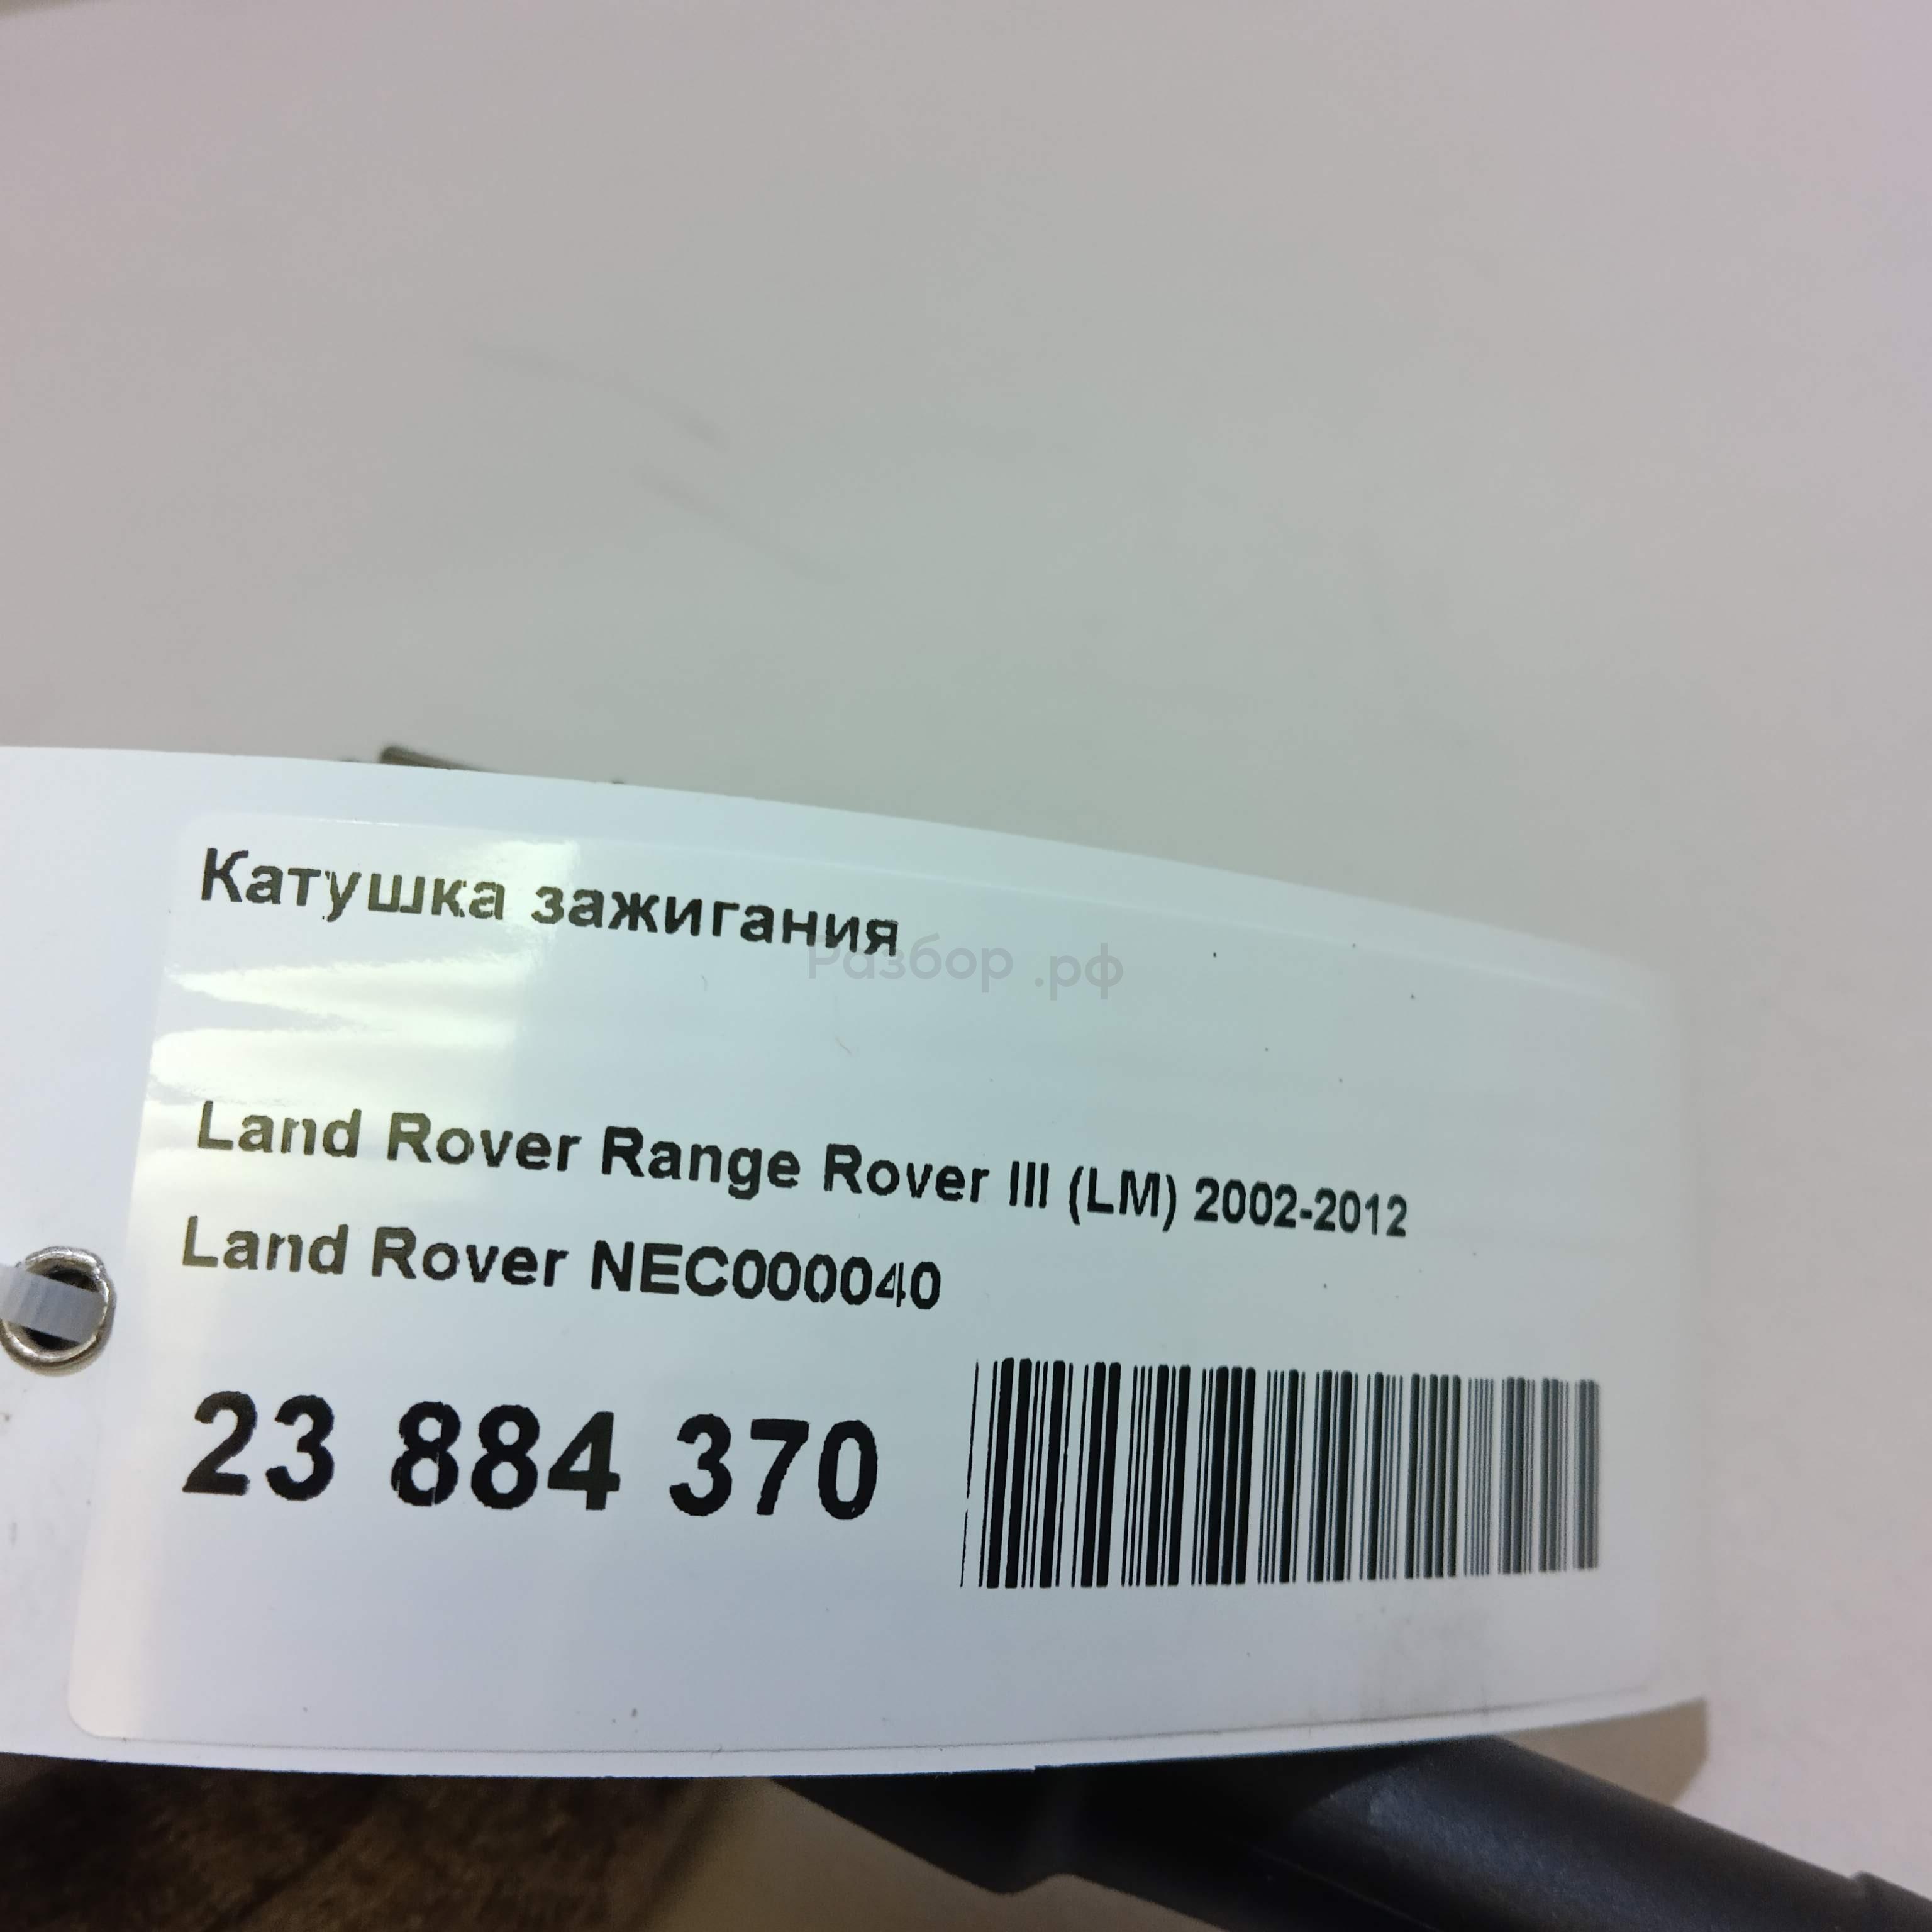 Катушка зажигания
Разбор .рф
Land Rover Range Rover III (LM) 2002-2012
Land Rover NEC000040
23 884 370